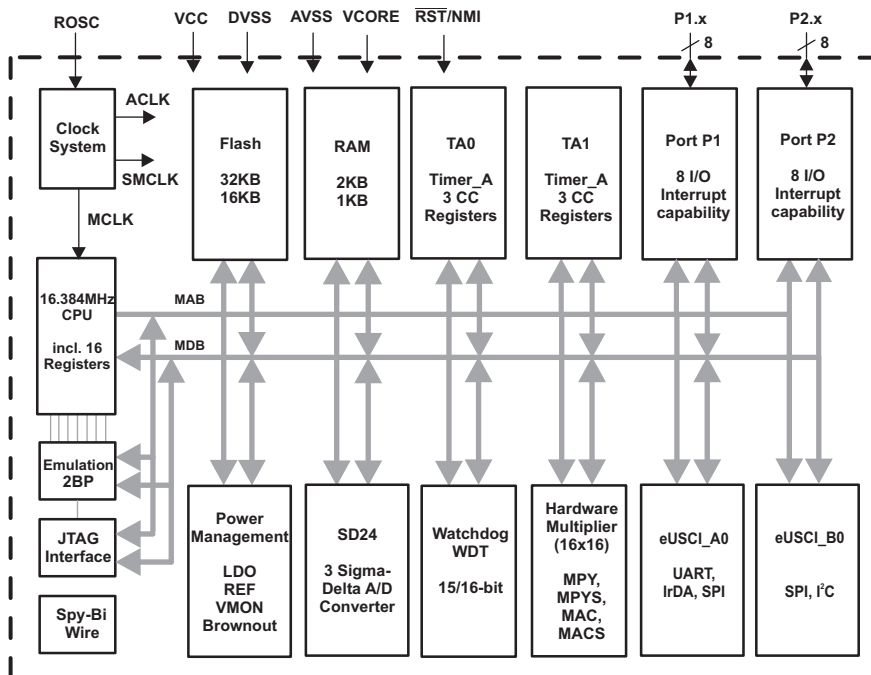 ROSC
VCC
DVSS
AVSS
VCORE
RST/NMI
P1.x
P2.x
8
8
ACLK
Clock
System
SMCLK
MCLK
Flash
32KB
16KB
RAM
2KB
1KB
TA0
Timer_A
3 CC
Registers
TA1
Timer_A
3 CC
Registers
Port P1
8 I/O
Interrupt
capability
Port P2
8 I/O
Interrupt
capability
16.384MHz
CPU
incl. 16
Registers
MAB
MDB
Emulation
2BP
JTAG
Interface
Spy-Bi
Wire
Power
Management
LDO
REF
VMON
Brownout
SD24
3 Sigma-
Delta A/D
Converter
Watchdog
WDT
15/16-bit
Hardware
Multiplier
(16x16)
MPY,
MPYS,
MAC,
MACS
eUSCI_A0
UART,
IrDA, SPI
eUSCI_B0
SPI, I²C